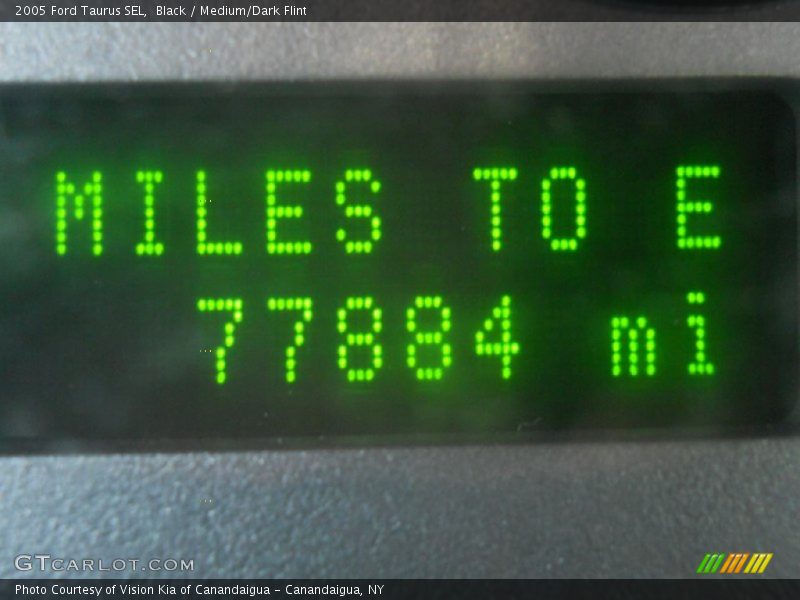 2005 Ford Taurus SEL,  Black / Medium/Dark Flint
MILES TO E
77884 mi
GTCARLOT.COM
Photo Courtesy of Vision Kia of Canandaigua - Canandaigua, NY